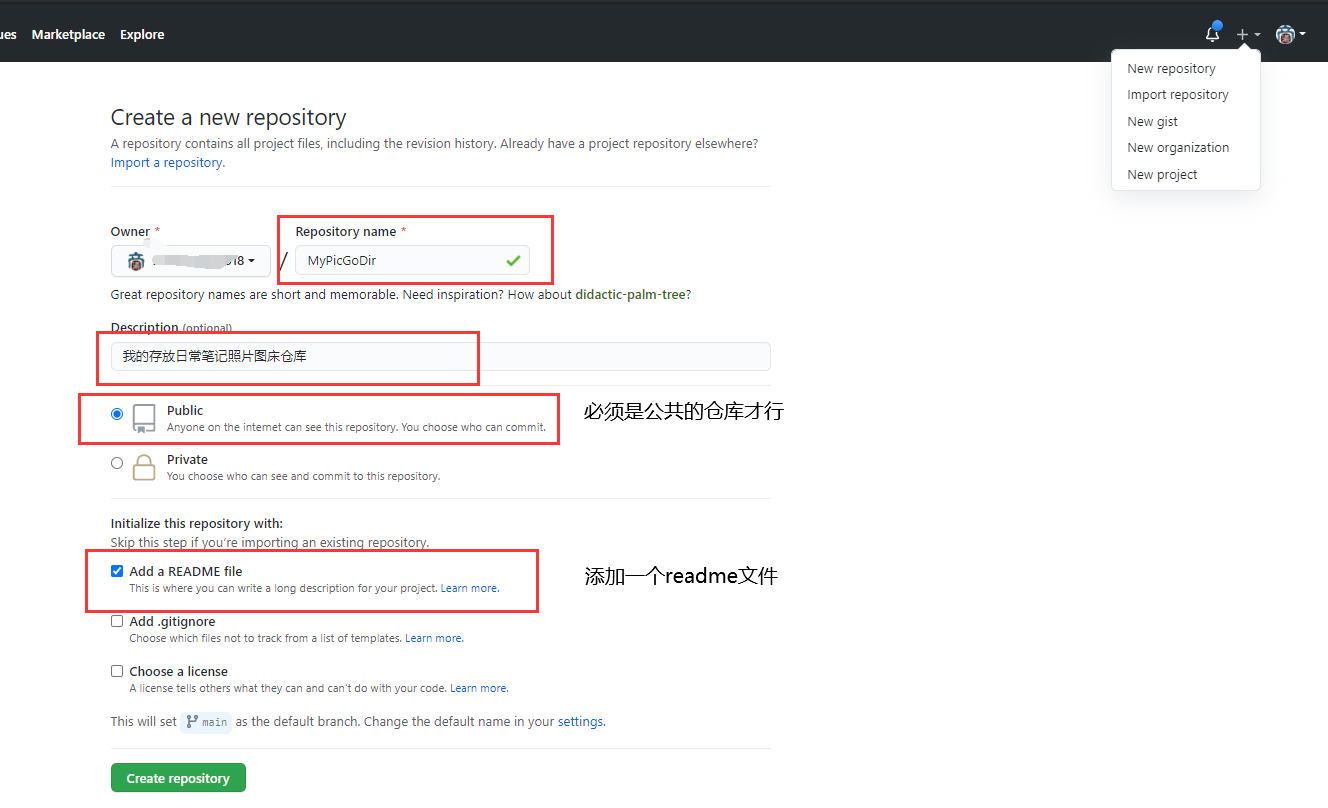 ues Marketplace Explore
New repository
Import repository
New gist
New organization
New project
Create a new repository
A repository contains all project files, including the revision history. Already have a project repository elsewhere?
Import a repository.
Owner * Repository name *
18 / MyPicGoDir
Great repository names are short and memorable. Need inspiration? How about didactic-palm-tree?
Description (optional)
我的存放日常笔记照片图床仓库
Public
Anyone on the internet can see this repository. You choose who can commit.
必须是公共的仓库才行
Private
You choose who can see and commit to this repository.
Initialize this repository with:
Skip this step if you’re importing an existing repository.
Add a README file
This is where you can write a long description for your project. Learn more.
添加一个readme文件
Add .gitignore
Choose which files not to track from a list of templates. Learn more.
Choose a license
A license tells others what they can and can't do with your code. Learn more.
This will set main as the default branch. Change the default name in your settings.
Create repository